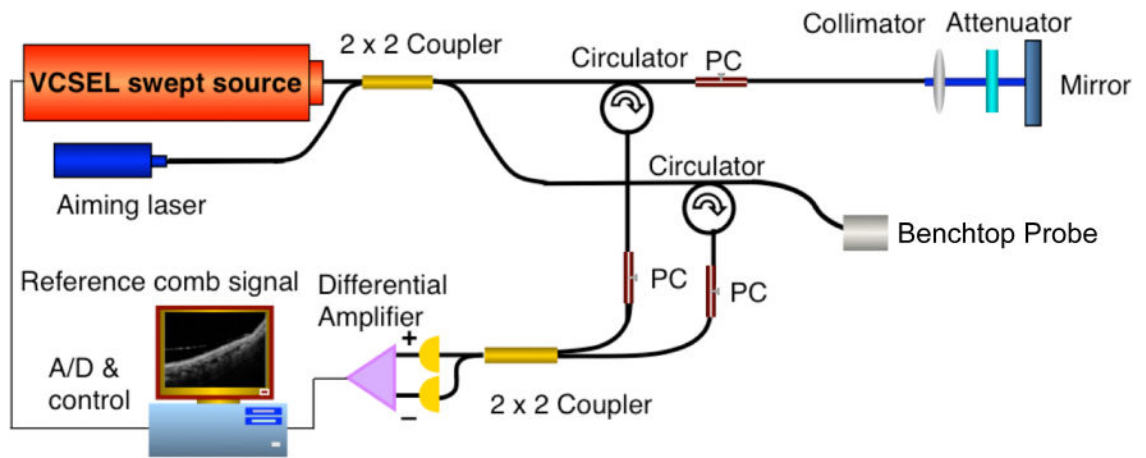 Collimator
Attenuator
2 x 2 Coupler
Circulator
PC
VCSEL swept source
Mirror
Circulator
Aiming laser
Benchtop Probe
Reference comb signal
Differential
Amplifier
PC
PC
+
A/D &
control
−
2 x 2 Coupler